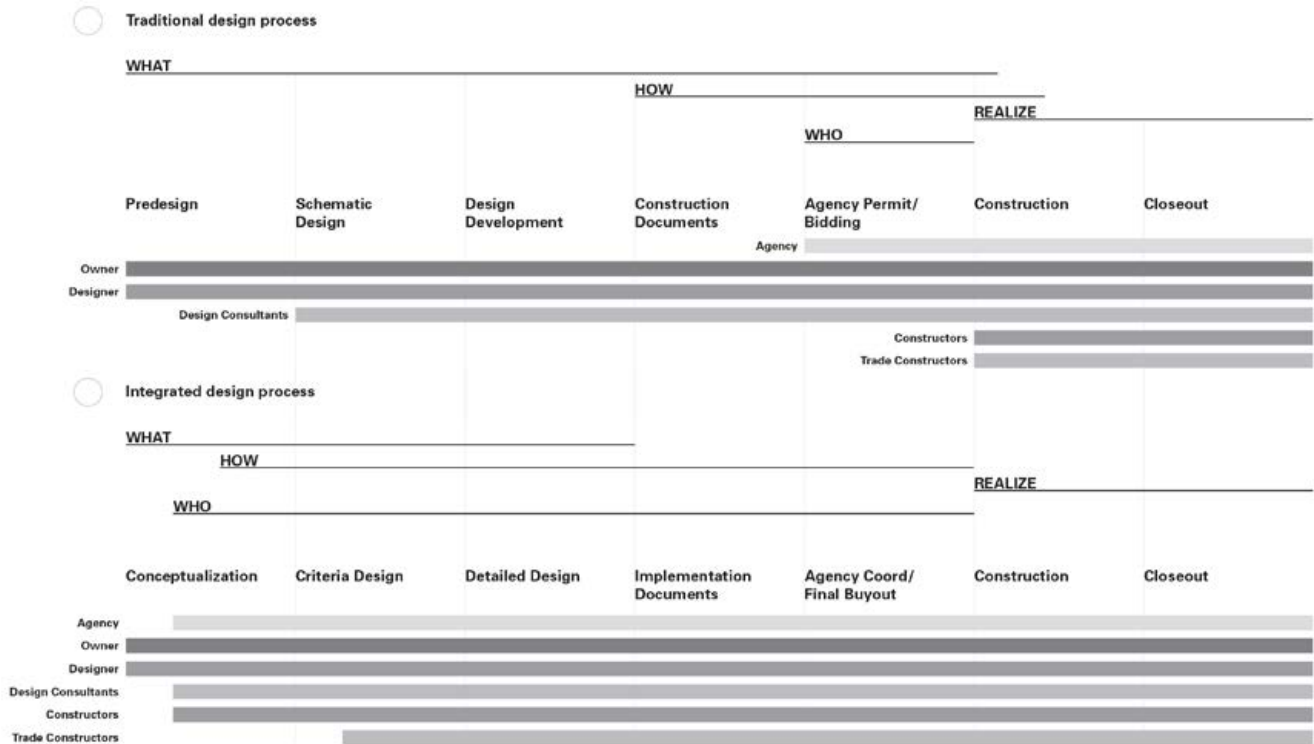 Traditional design process
WHAT
HOW
REALIZE
WHO
Predesign
Schematic
Design
Design
Development
Construction
Documents
Agency Permit/
Bidding
Construction
Closeout
Agency
Owner
Designer
Design Consultants
Constructors
Trade Constructors
Integrated design process
WHAT
HOW
REALIZE
WHO
Conceptualization
Criteria Design
Detailed Design
Implementation
Documents
Agency Coord/
Final Buyout
Construction
Closeout
Agency
Owner
Designer
Design Consultants
Constructors
Trade Constructors